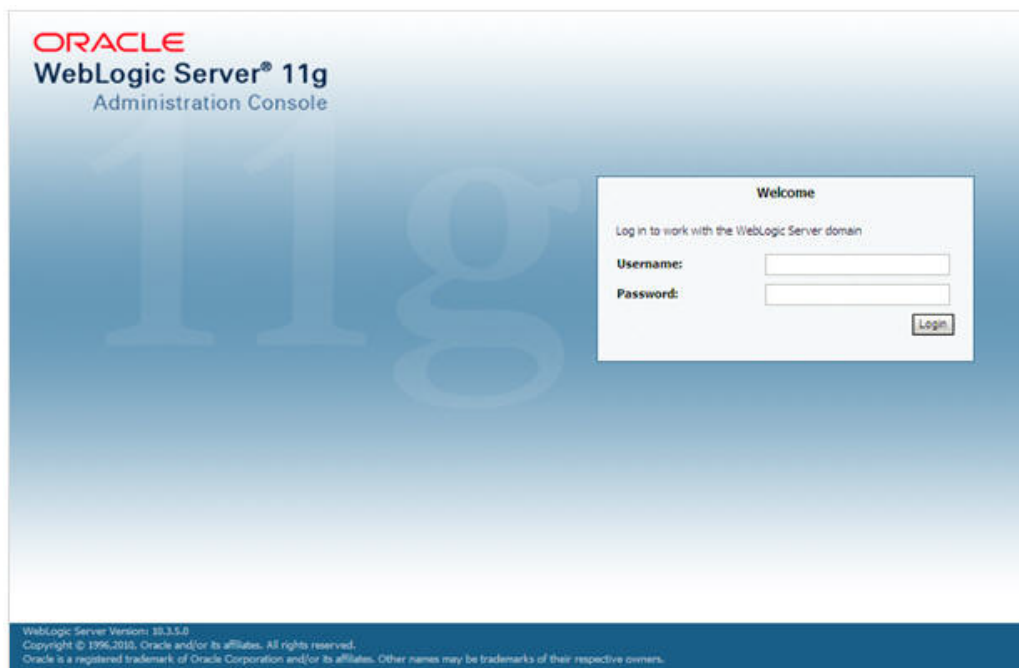 ORACLE
WebLogic Server® 11g
Administration Console
11g
Welcome
Log in to work with the WebLogic Server domain
Username:
Password:
Login
WebLogic Server Version: 10.3.5.0
Copyright © 1996,2010, Oracle and/or its affiliates. All rights reserved.
Oracle is a registered trademark of Oracle Corporation and/or its affiliates. Other names may be trademarks of their respective owners.